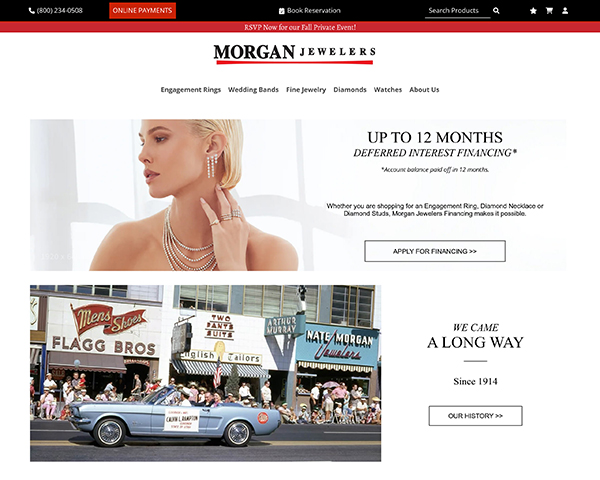 (800) 234-0508
ONLINE PAYMENTS
Book Reservation
Search Products
RSVP Now for our Fall Private Event!
MORGAN JEWELERS
Engagement Rings Wedding Bands Fine Jewelry Diamonds Watches About Us
UP TO 12 MONTHS
DEFERRED INTEREST FINANCING*
*Account balance paid off in 12 months.
Whether you are shopping for an Engagement Ring, Diamond Necklace or
Diamond Studs, Morgan Jewelers Financing makes it possible.
APPLY FOR FINANCING >>
Mens Shoes
FLAGG BROS
TWO
PANTS
SUITS
English Tailors
ARTHUR
MURRAY
NATE MORGAN
Jewelers
CALVIN L. RAMPTON
WE CAME
A LONG WAY
Since 1914
OUR HISTORY >>